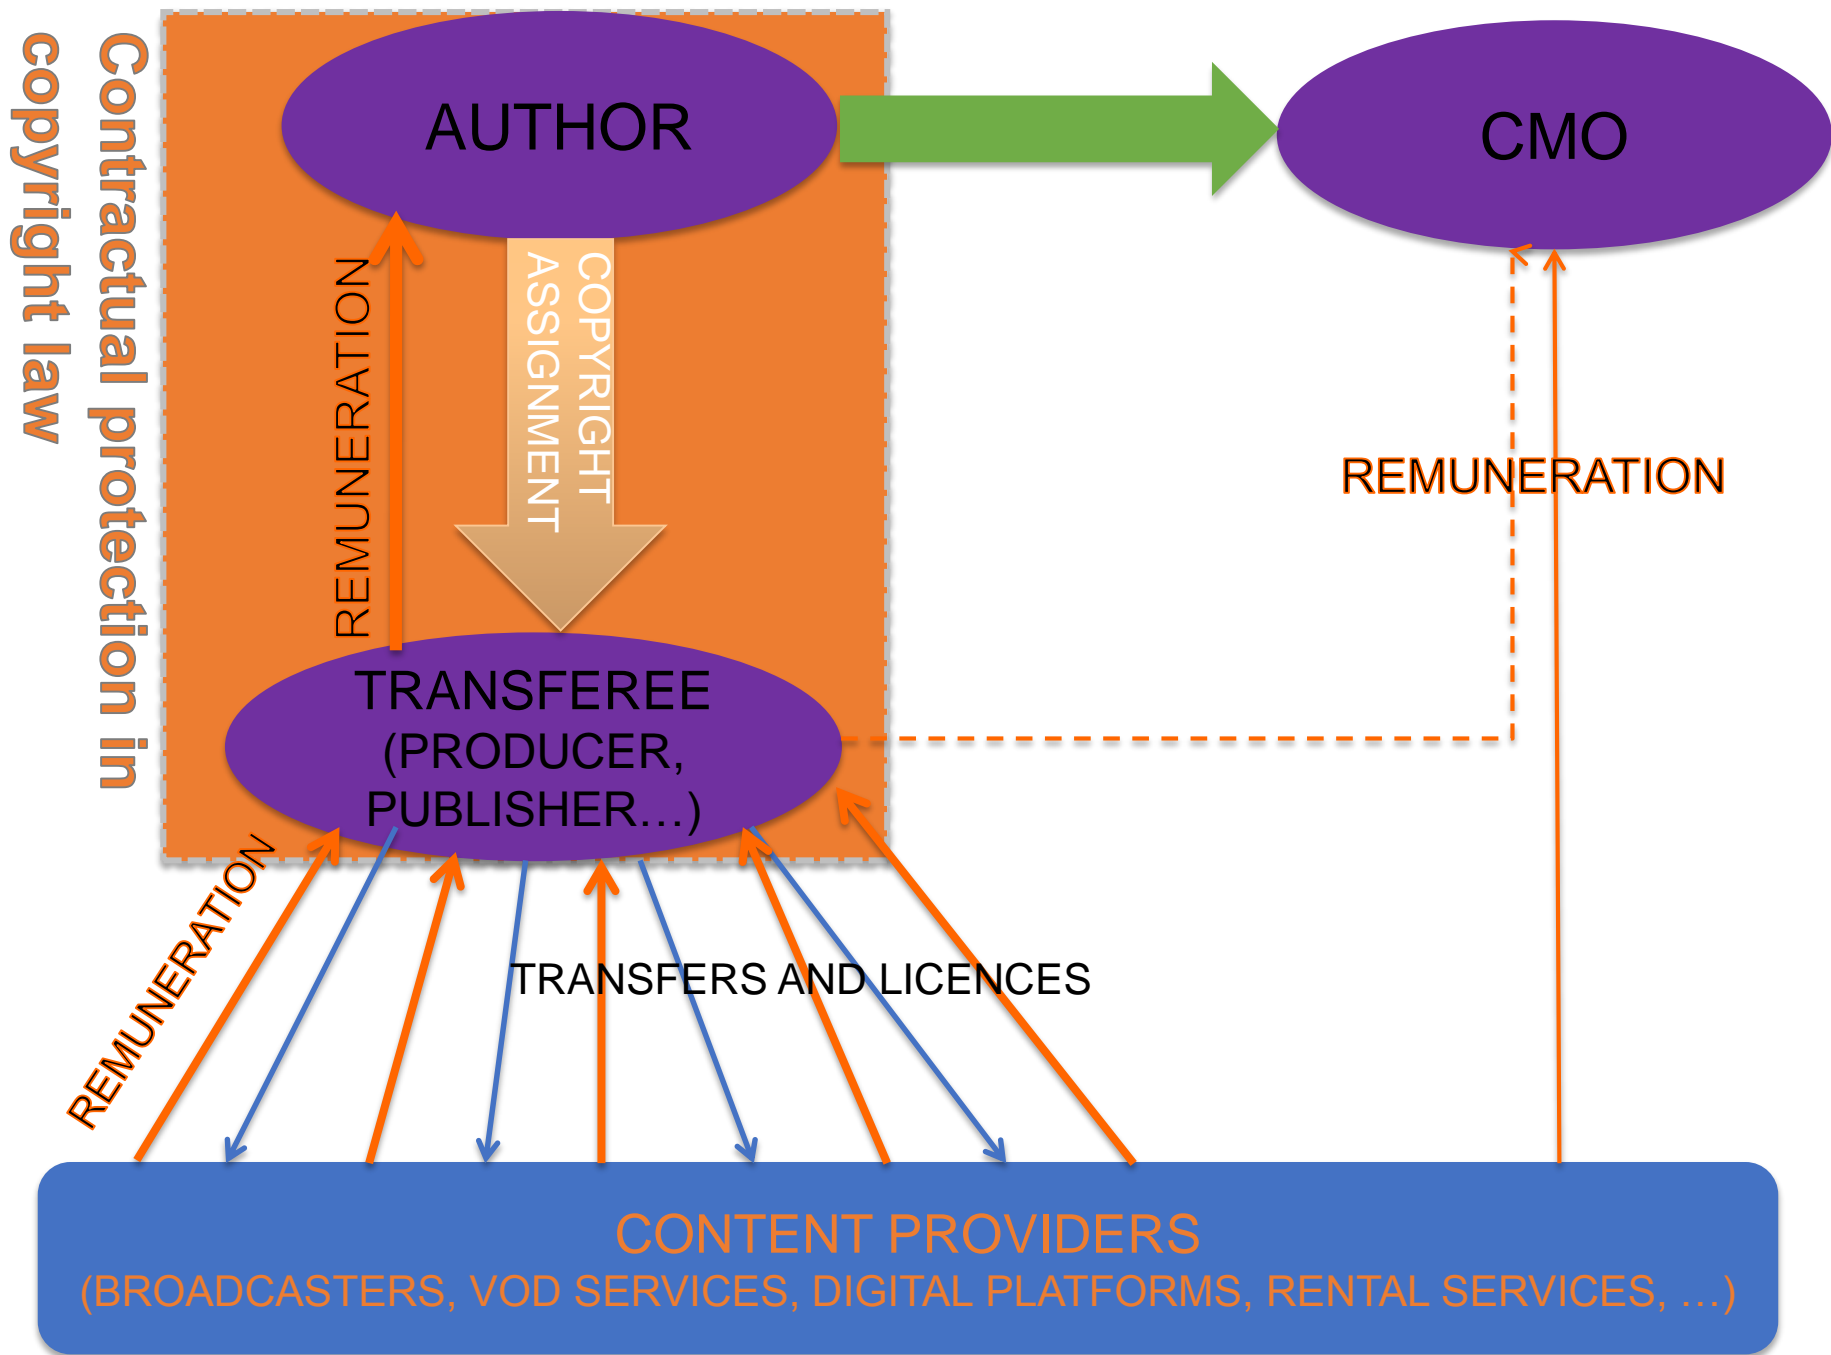 Contractual protection in
copyright law
AUTHOR
CMO
REMUNERATION
COPYRIGHT
ASSIGNMENT
REMUNERATION
TRANSFEREE
(PRODUCER,
PUBLISHER…)
REMUNERATION
TRANSFERS AND LICENCES
CONTENT PROVIDERS
(BROADCASTERS, VOD SERVICES, DIGITAL PLATFORMS, RENTAL SERVICES, …)